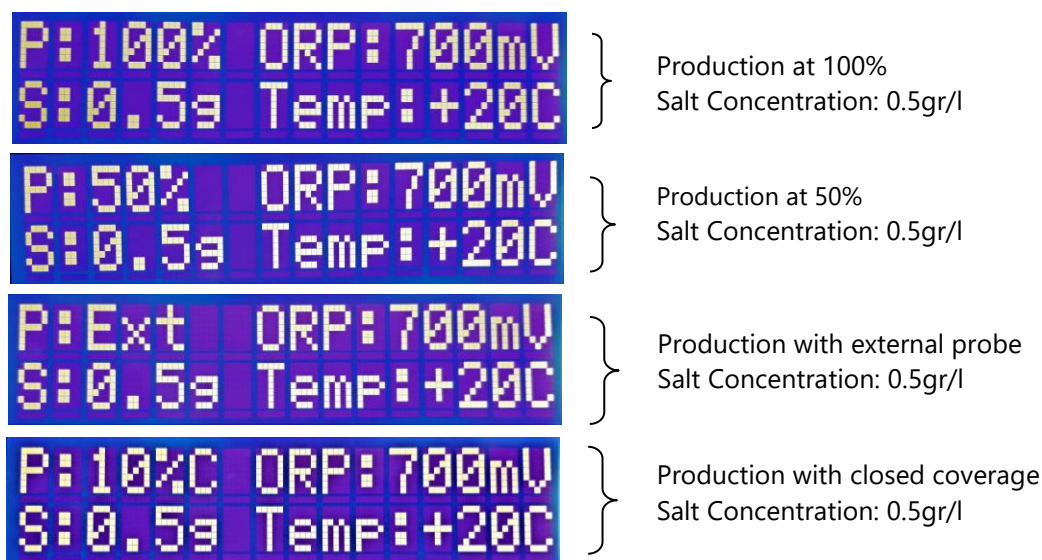 P:100% ORP:700mV
S:0.5g Temp:+20C
Production at 100%
Salt Concentration: 0.5gr/l
P:50% ORP:700mV
S:0.5g Temp:+20C
Production at 50%
Salt Concentration: 0.5gr/l
P:Ext ORP:700mV
S:0.5g Temp:+20C
Production with external probe
Salt Concentration: 0.5gr/l
P:10%C ORP:700mV
S:0.5g Temp:+20C
Production with closed coverage
Salt Concentration: 0.5gr/l